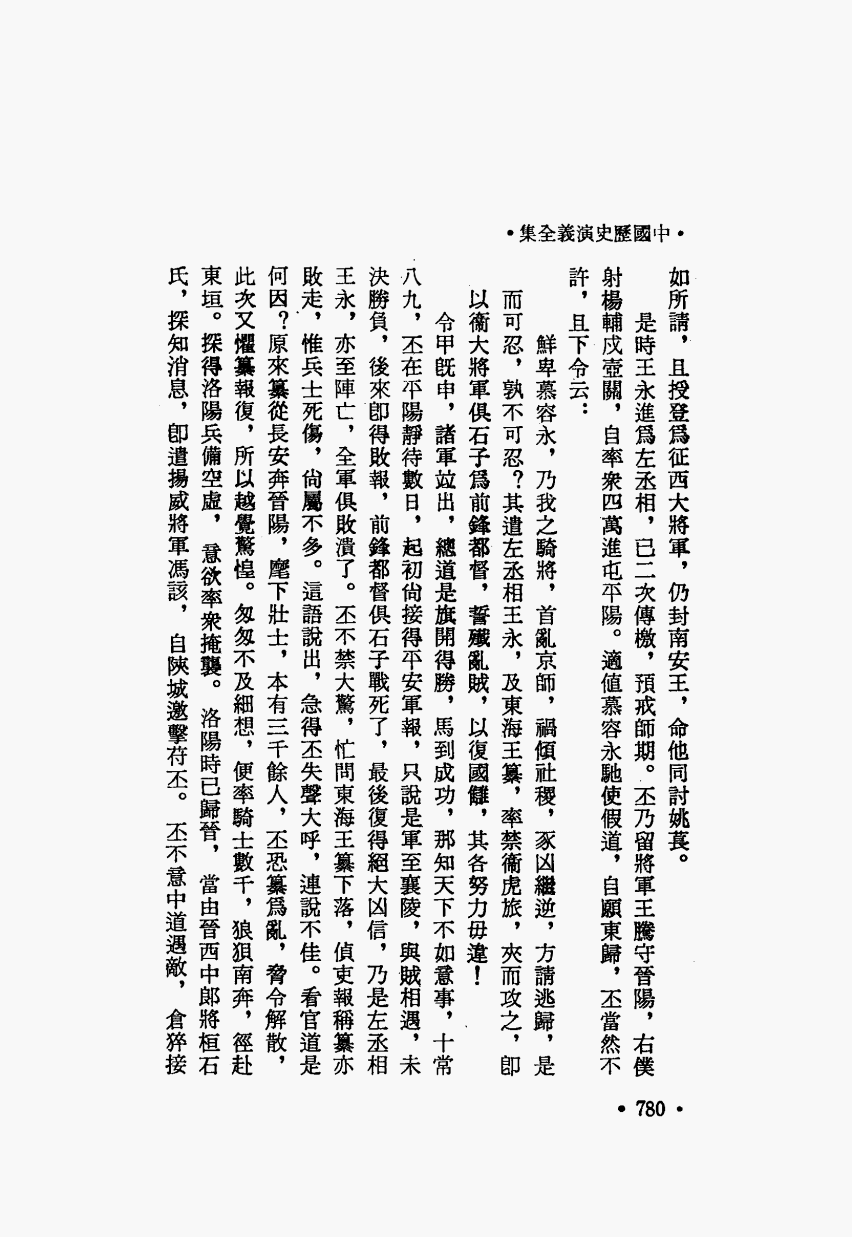 •中國歷史演義全集•
如所請，且授登爲征西大將軍，仍封南安王，命他同討姚萇。
是時王永進爲左丞相，已二次傳檄，預戒師期。丕乃留將軍王騰守晉陽，右僕
射楊輔戍壺關，自率衆四萬進屯平陽。適值慕容永馳使假道，自願東歸，丕當然不
許，且下令云：
鮮卑慕容永，乃我之騎將，首亂京師，禍傾社稷，豕凶繼逆，方請逃歸，是
而可忍，孰不可忍？其遣左丞相王永，及東海王纂，率禁衞虎旅，夾而攻之，卽
以衞大將軍俱石子爲前鋒都督，誓殲亂賊，以復國讎，其各努力毋違！
令甲旣申，諸軍竝出，總道是旗開得勝，馬到成功，那知天下不如意事，十常
八九，丕在平陽靜待數日，起初尙接得平安軍報，只說是軍至襄陵，與賊相遇，未
決勝負，後來卽得敗報，前鋒都督俱石子戰死了，最後復得絕大凶信，乃是左丞相
王永，亦至陣亡，全軍俱敗潰了。丕不禁大驚，忙問東海王纂下落，偵吏報稱纂亦
敗走，惟兵士死傷，尙屬不多。這語說出，急得丕失聲大呼，連說不佳。看官道是
何因？原來纂從長安奔晉陽，麾下壯士，本有三千餘人，丕恐纂爲亂，脅令解散，
此次又懼纂報復，所以越覺驚惶。匆匆不及細想，便率騎士數千，狼狽南奔，徑赴
東垣。探得洛陽兵備空虛，意欲率衆掩襲。洛陽時已歸晉，當由晉西中郎將桓石
氏，探知消息，卽遣揚威將軍馮該，自陝城邀擊苻丕。丕不意中道遇敵，倉猝接
•780•